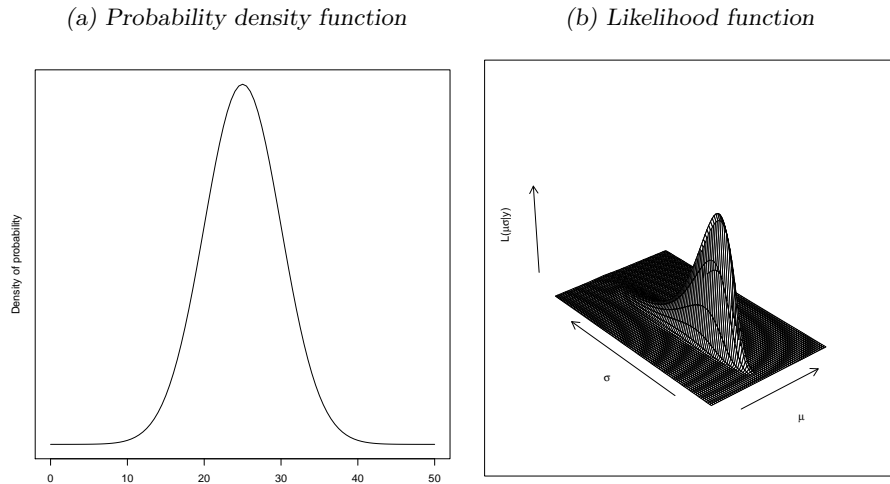 (a) Probability density function
(b) Likelihood function
Density of probability
0 10 20 30 40 50
L(μσ|y)
σ
μ